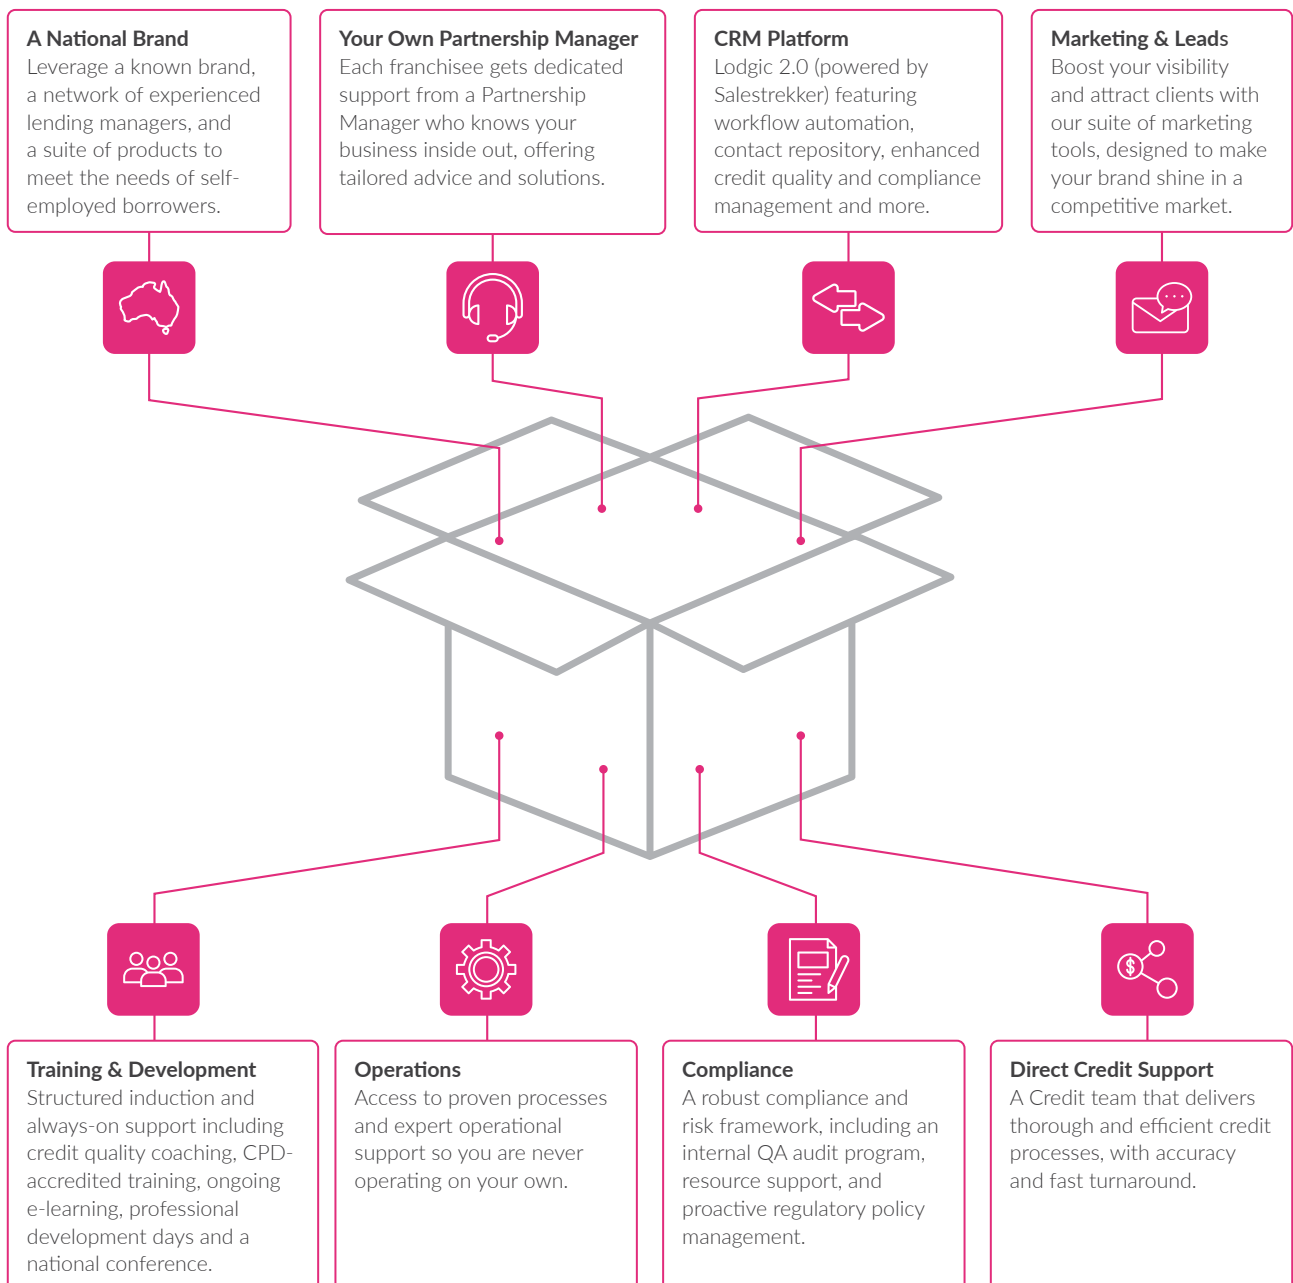 A National Brand
Leverage a known brand,
a network of experienced
lending managers, and
a suite of products to
meet the needs of self-
employed borrowers.
Your Own Partnership Manager
Each franchisee gets dedicated
support from a Partnership
Manager who knows your
business inside out, offering
tailored advice and solutions.
CRM Platform
Lodgic 2.0 (powered by
Salestrekker) featuring
workflow automation,
contact repository, enhanced
credit quality and compliance
management and more.
Marketing & Leads
Boost your visibility
and attract clients with
our suite of marketing
tools, designed to make
your brand shine in a
competitive market.
$
Training & Development
Structured induction and
always-on support including
credit quality coaching, CPD-
accredited training, ongoing
e-learning, professional
development days and a
national conference.
Operations
Access to proven processes
and expert operational
support so you are never
operating on your own.
Compliance
A robust compliance and
risk framework, including an
internal QA audit program,
resource support, and
proactive regulatory policy
management.
Direct Credit Support
A Credit team that delivers
thorough and efficient credit
processes, with accuracy
and fast turnaround.